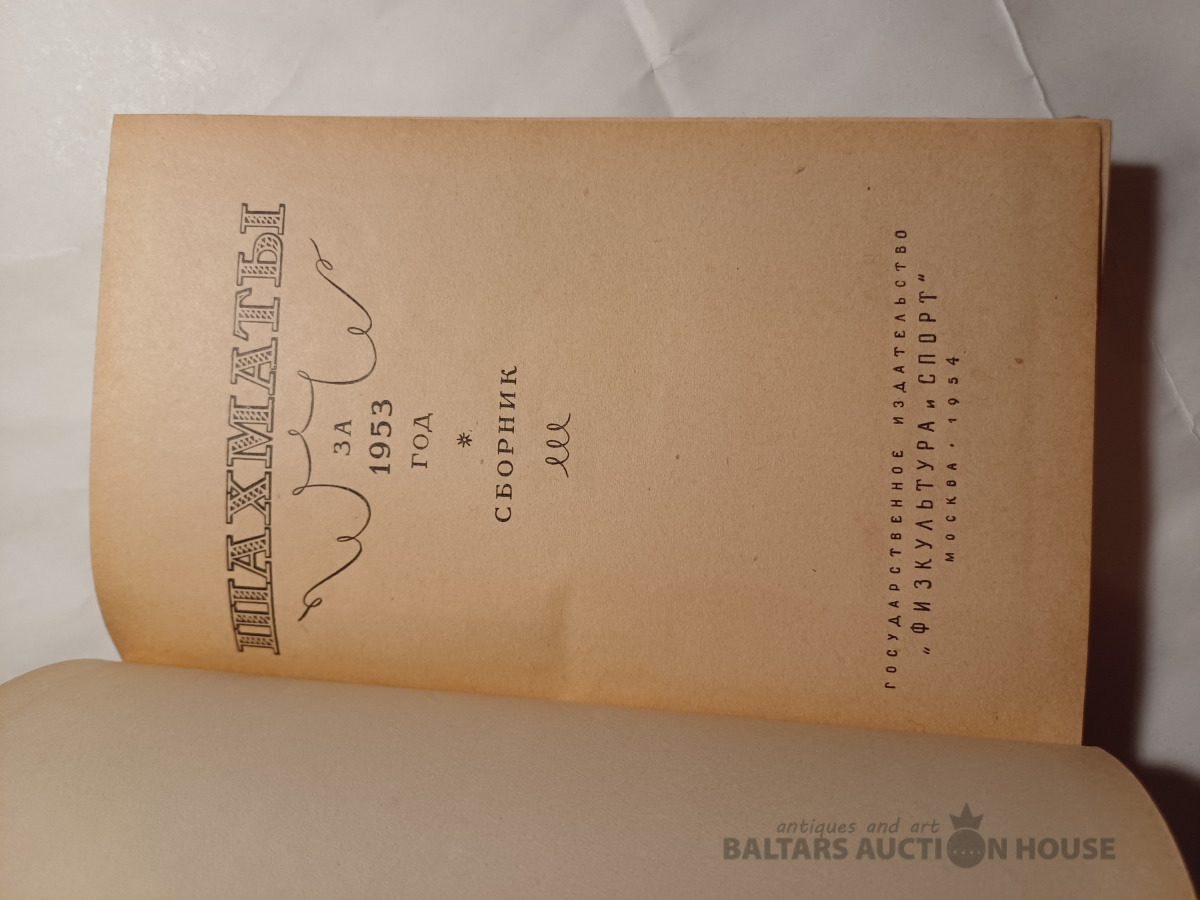 ШАХМАТЫ
ЗА
1953
ГОД
*
СБОРНИК
ГОСУДАРСТВЕННОЕ ИЗДАТЕЛЬСТВО
„ФИЗКУЛЬТУРА и СПОРТ“
МОСКВА · 1954
antiques and art
BALTARS AUCTION HOUSE